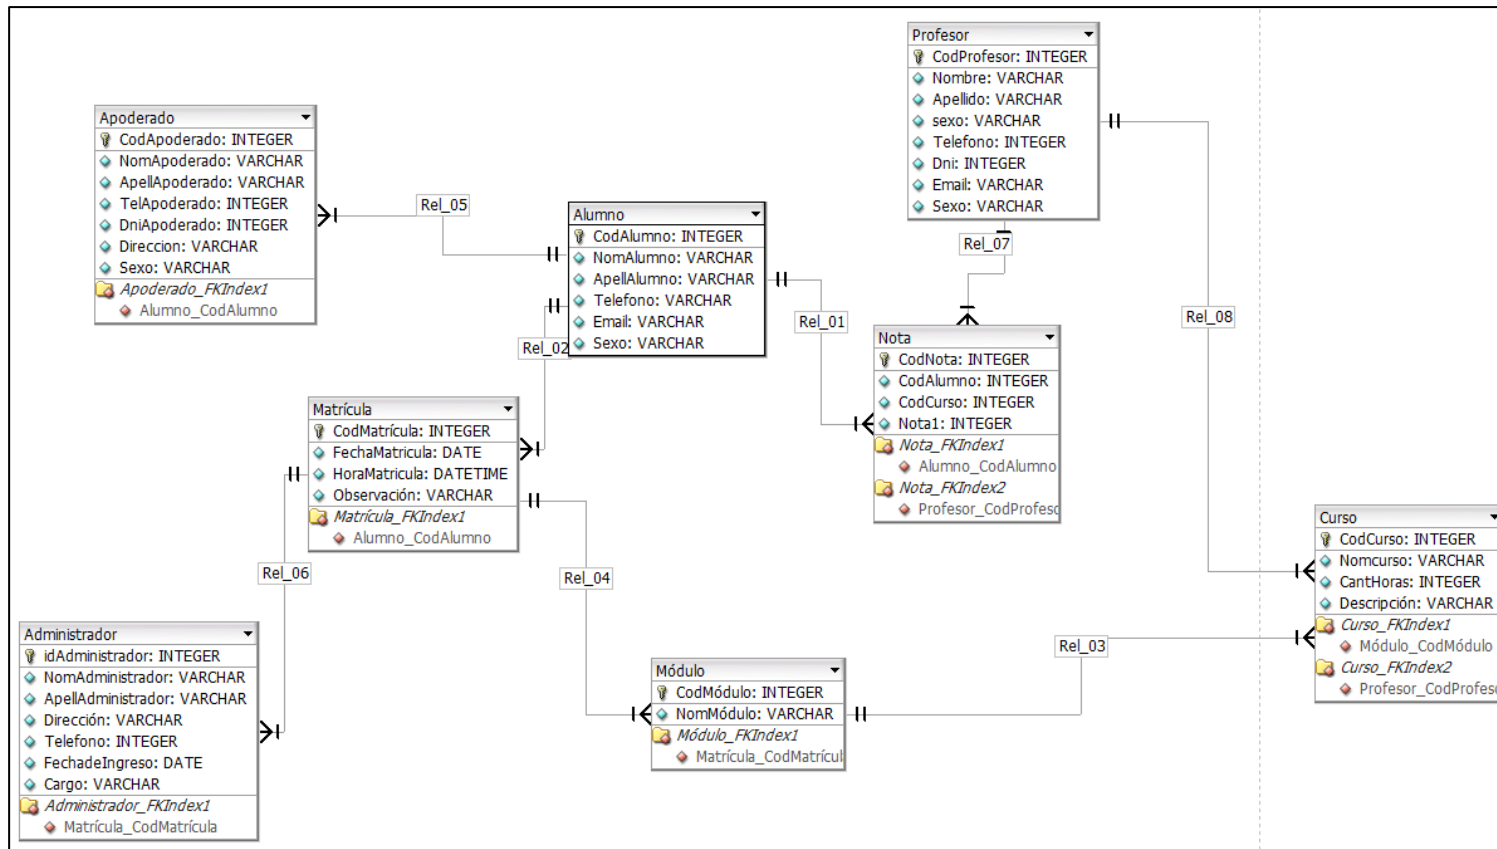 Profesor
CodProfesor: INTEGER
Nombre: VARCHAR
Apellido: VARCHAR
sexo: VARCHAR
Telefono: INTEGER
Dni: INTEGER
Email: VARCHAR
Sexo: VARCHAR
Apoderado
CodApoderado: INTEGER
NomApoderado: VARCHAR
ApellApoderado: VARCHAR
TelApoderado: INTEGER
DniApoderado: INTEGER
Direccion: VARCHAR
Sexo: VARCHAR
Apoderado_FKIndex1
Alumno_CodAlumno
Rel_05
Alumno
CodAlumno: INTEGER
NomAlumno: VARCHAR
ApellAlumno: VARCHAR
Telefono: VARCHAR
Email: VARCHAR
Sexo: VARCHAR
Rel_07
Rel_01
Rel_08
Rel_02
Nota
CodNota: INTEGER
CodAlumno: INTEGER
CodCurso: INTEGER
Nota1: INTEGER
Nota_FKIndex1
Alumno_CodAlumno
Nota_FKIndex2
Profesor_CodProfesc
Matrícula
CodMatrícula: INTEGER
FechaMatricula: DATE
HoraMatricula: DATETIME
Observación: VARCHAR
Matrícula_FKIndex1
Alumno_CodAlumno
Rel_06
Rel_04
Curso
CodCurso: INTEGER
Nomcurso: VARCHAR
CantHoras: INTEGER
Descripción: VARCHAR
Curso_FKIndex1
Módulo_CodMódulo
Curso_FKIndex2
Profesor_CodProfesc
Rel_03
Administrador
idAdministrador: INTEGER
NomAdministrador: VARCHAR
ApellAdministrador: VARCHAR
Dirección: VARCHAR
Telefono: INTEGER
FechadeIngreso: DATE
Cargo: VARCHAR
Administrador_FKIndex1
Matrícula_CodMatrícula
Módulo
CodMódulo: INTEGER
NomMódulo: VARCHAR
Módulo_FKIndex1
Matrícula_CodMatrícul